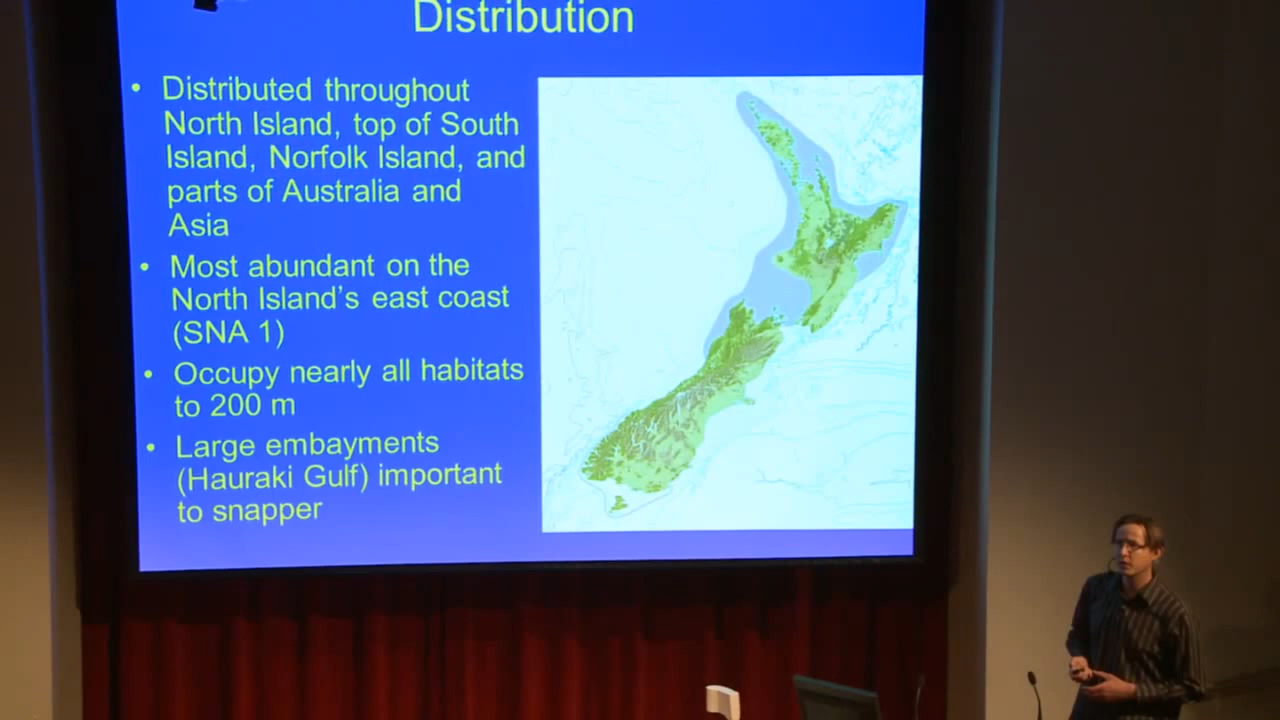 Distribution
• Distributed throughout
North Island, top of South
Island, Norfolk Island, and
parts of Australia and
Asia
• Most abundant on the
North Island's east coast
(SNA 1)
• Occupy nearly all habitats
to 200 m
• Large embayments
(Hauraki Gulf) important
to snapper